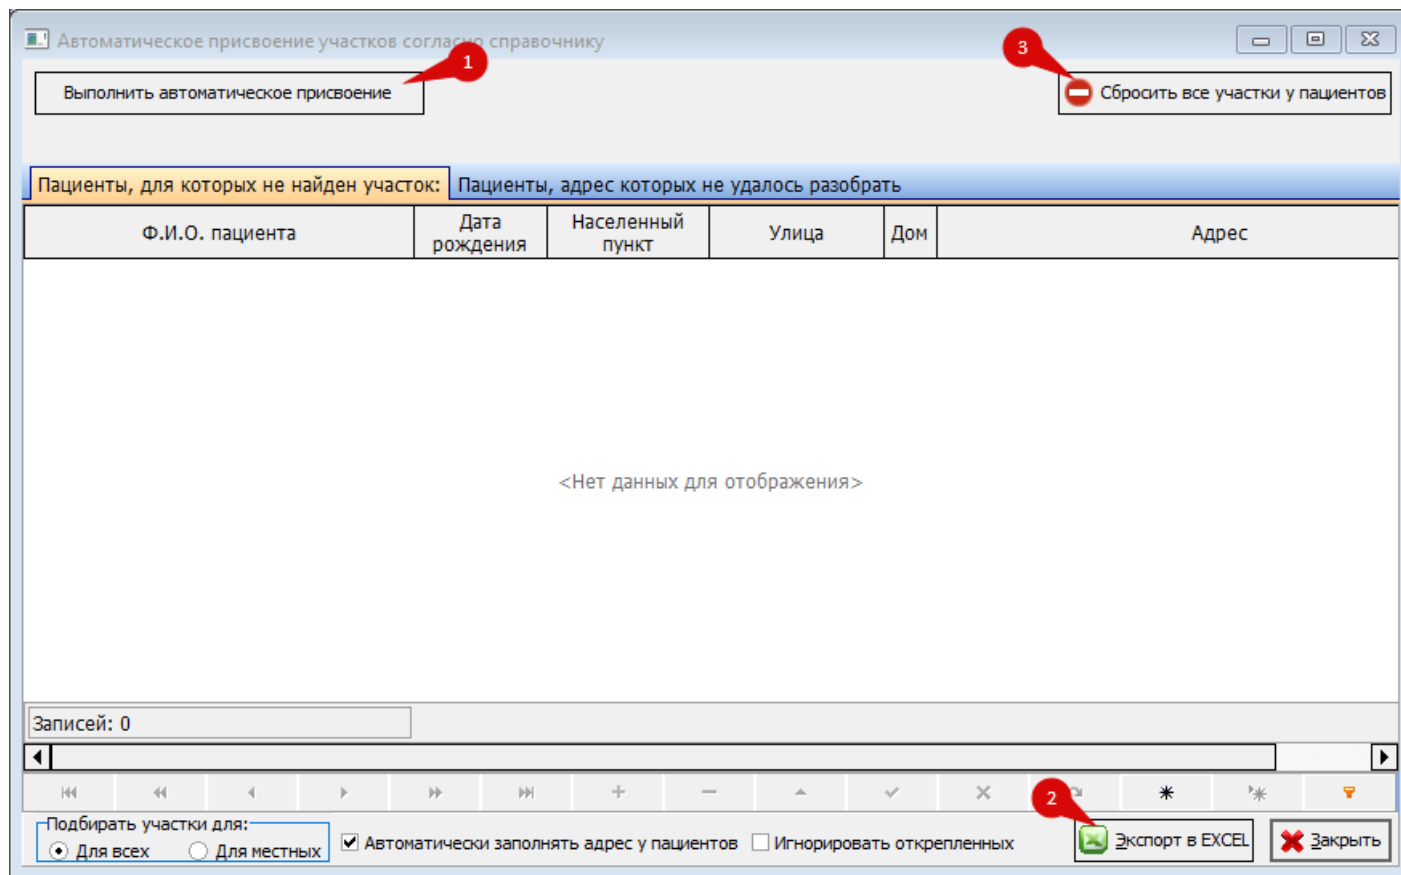 Автоматическое присвоение участков согласно справочнику
1
3
Выполнить автоматическое присвоение
Сбросить все участки у пациентов
Пациенты, для которых не найден участок:
Пациенты, адрес которых не удалось разобрать
Ф.И.О. пациента
Дата
рождения
Населенный
пункт
Улица
Дом
Адрес
<Нет данных для отображения>
Записей: 0
2
Подбирать участки для:
Для всех
Для местных
Автоматически заполнять адрес у пациентов
Игнорировать открепленных
Экспорт в EXCEL
Закрыть